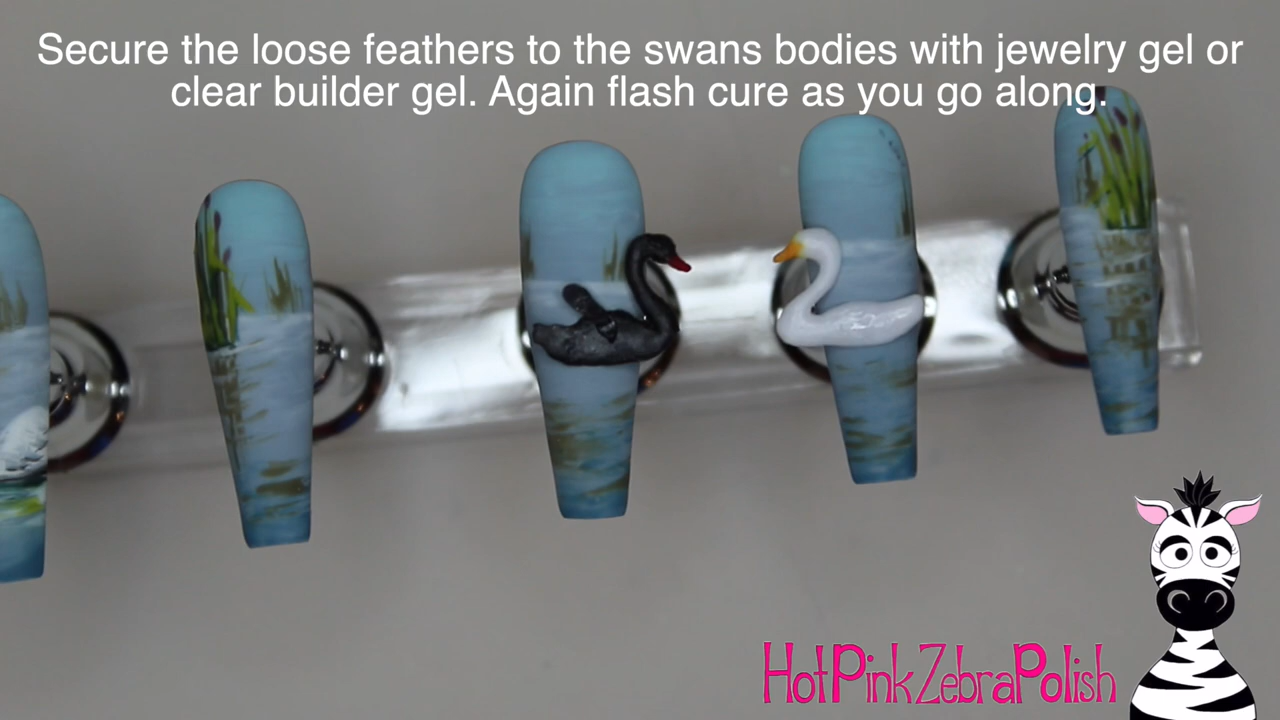 Secure the loose feathers to the swans bodies with jewelry gel or
clear builder gel. Again flash cure as you go along.
HotPinkZebraPolish